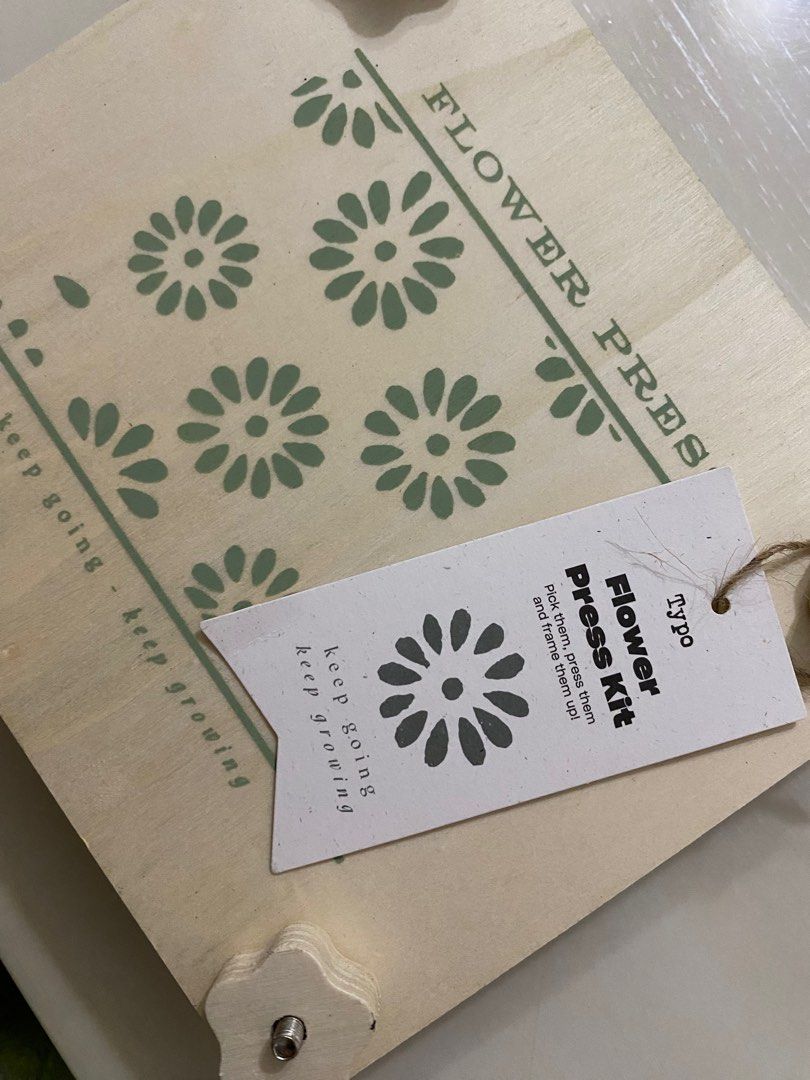 FLOWER PRESS
keep going - keep growing
Typo
Flower
Press Kit
Pick them, press them
and frame them up!
keep going
keep growing